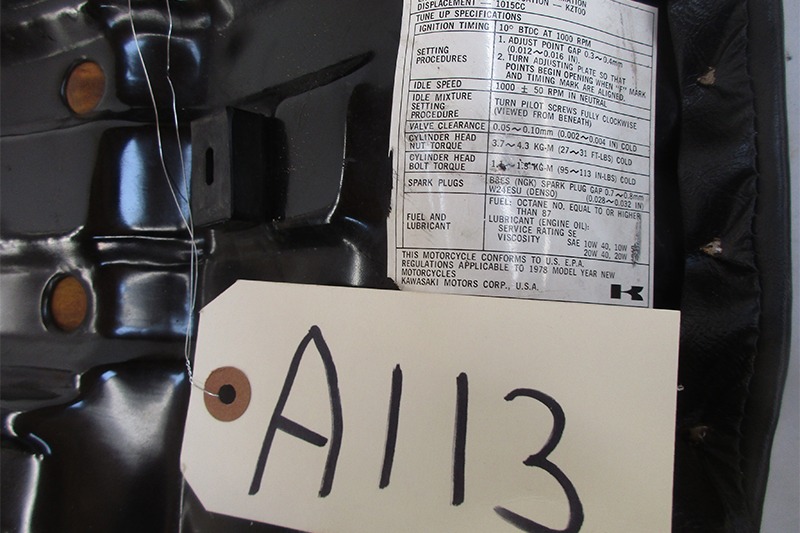 DISPLACEMENT — 1015CC
TUNE UP SPECIFICATIONS
IGNITION TIMING 10° BTDC AT 1000 RPM
SETTING PROCEDURES
1. ADJUST POINT GAP 0.3~0.4mm
(0.012~0.016 IN).
2. TURN ADJUSTING PLATE SO THAT
POINTS BEGIN OPENING WHEN "F" MARK
AND TIMING MARK ARE ALIGNED.
IDLE SPEED 1000 ± 50 RPM IN NEUTRAL
IDLE MIXTURE SETTING PROCEDURE
TURN PILOT SCREWS FULLY CLOCKWISE
(VIEWED FROM BENEATH)
VALVE CLEARANCE 0.05~0.10mm (0.002~0.004 IN) COLD
CYLINDER HEAD NUT TORQUE 3.7~4.3 KG-M (27~31 FT-LBS) COLD
CYLINDER HEAD BOLT TORQUE KG-M (95~113 IN-LBS) COLD
SPARK PLUGS B8ES (NGK) SPARK PLUG GAP 0.7~0.8mm
W24ESU (DENSO) (0.028~0.032 IN)
FUEL AND LUBRICANT
FUEL: OCTANE NO. EQUAL TO OR HIGHER
THAN 87
LUBRICANT (ENGINE OIL):
SERVICE RATING SE
VISCOSITY SAE 10W 40, 10W
20W 40, 20W
THIS MOTORCYCLE CONFORMS TO U.S. E.P.A.
REGULATIONS APPLICABLE TO 1978 MODEL YEAR NEW
MOTORCYCLES
KAWASAKI MOTORS CORP., U.S.A.
A113